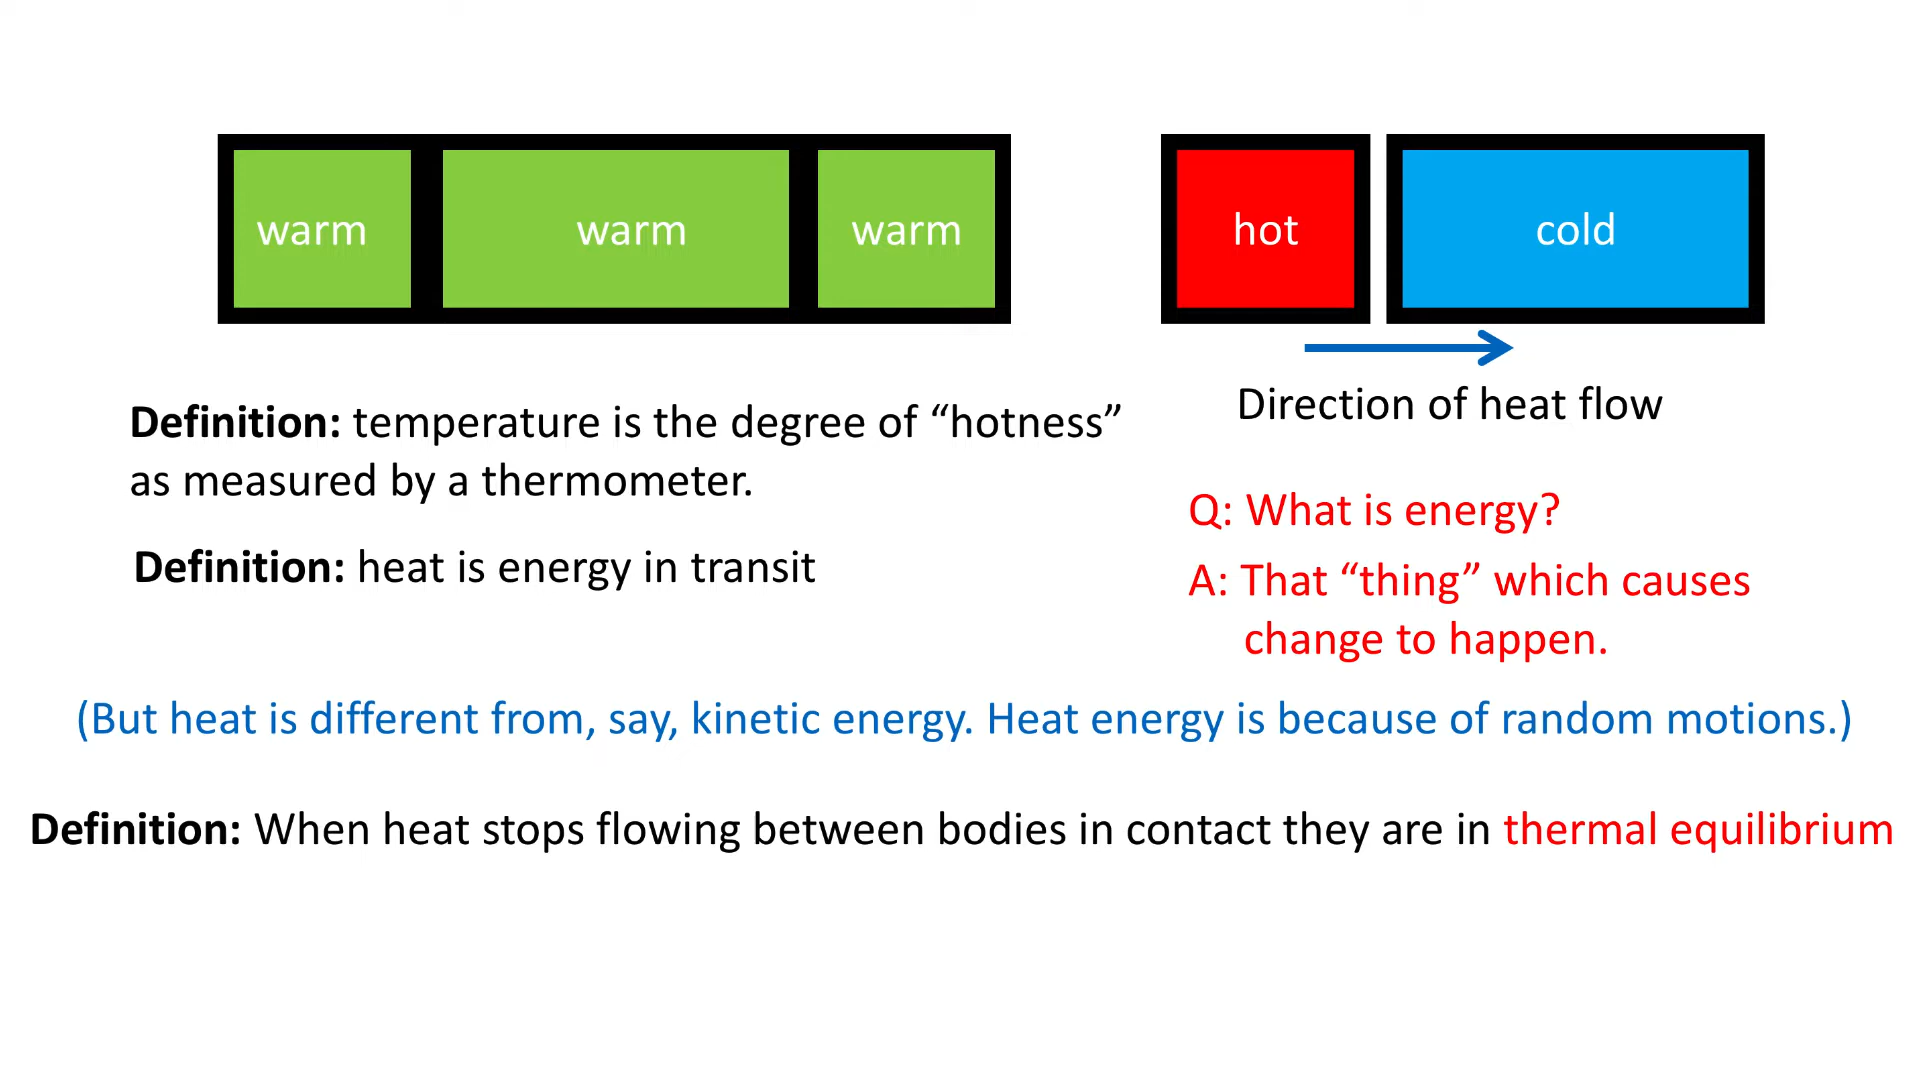 warm
warm
warm
hot
cold
Direction of heat flow
Definition: temperature is the degree of “hotness”
as measured by a thermometer.
Definition: heat is energy in transit
Q: What is energy?
A: That “thing” which causes
change to happen.
(But heat is different from, say, kinetic energy. Heat energy is because of random motions.)
Definition: When heat stops flowing between bodies in contact they are in thermal equilibrium